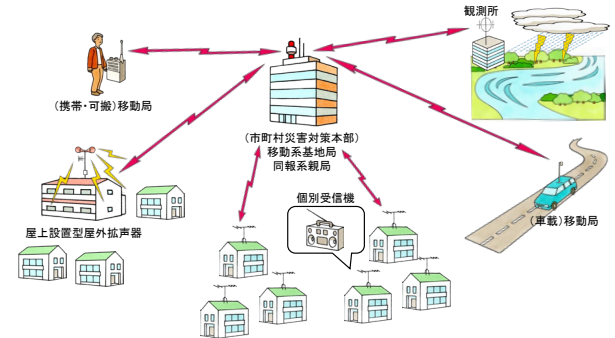 観測所
(携帯・可搬)移動局
(市町村災害対策本部)
移動系基地局
同報系親局
個別受信機
(車載)移動局
屋上設置型屋外拡声器